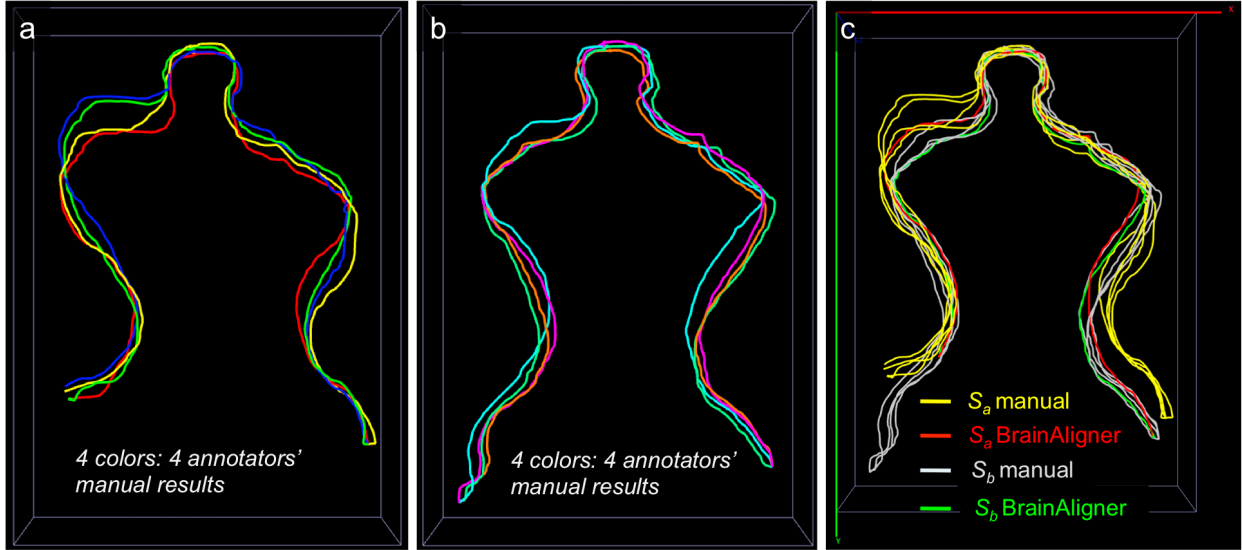 a
4 colors: 4 annotators'
manual results
b
4 colors: 4 annotators'
manual results
c
X
Sa manual
Sa BrainAligner
Sb manual
Sb BrainAligner
Y